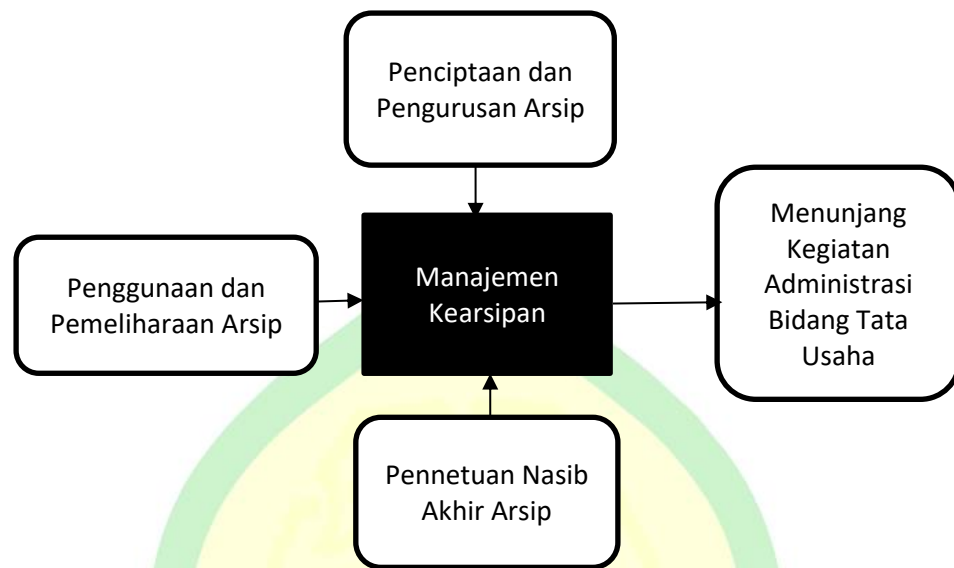 Penciptaan dan
Pengurusan Arsip
Penggunaan dan
Pemeliharaan Arsip
Manajemen
Kearsipan
Menunjang
Kegiatan
Administrasi
Bidang Tata
Usaha
Pennetuan Nasib
Akhir Arsip